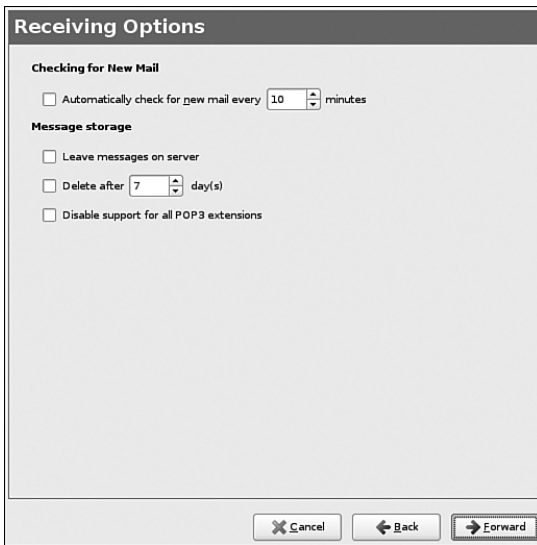 Receiving Options
Checking for New Mail
Automatically check for new mail every 10 minutes
Message storage
Leave messages on server
Delete after 7 day(s)
Disable support for all POP3 extensions
Cancel Back Forward